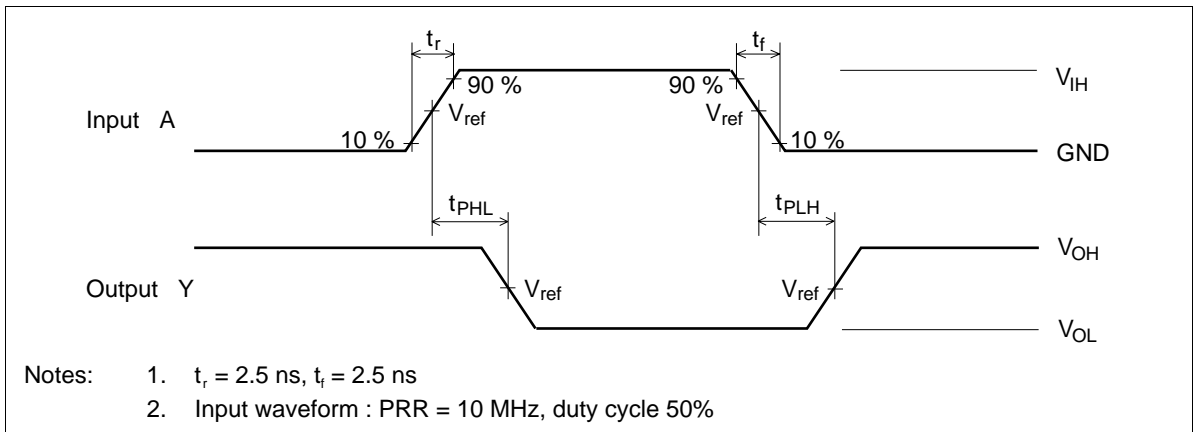 tr tf
90 % 90 % VIH
Input A Vref Vref
10 % 10 % GND
tPHL tPLH
VOH
Output Y Vref Vref
VOL
Notes: 1. tr = 2.5 ns, tf = 2.5 ns
2. Input waveform : PRR = 10 MHz, duty cycle 50%